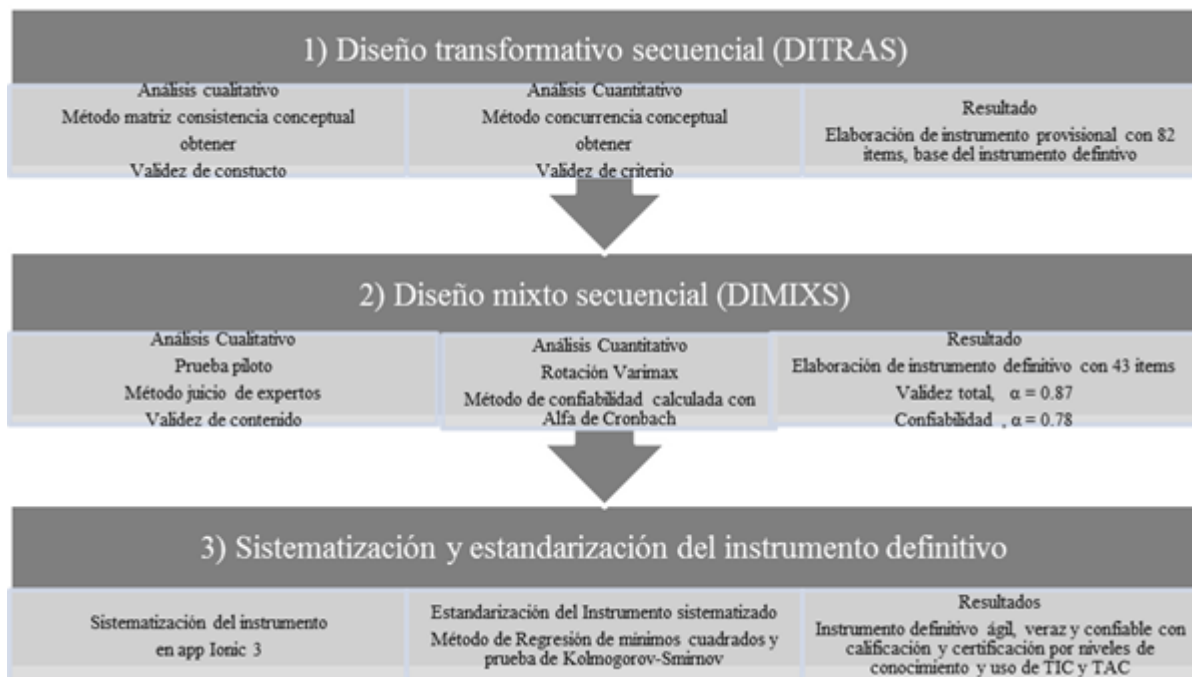 1) Diseño transformativo secuencial (DITRAS)
Análisis cualitativo
Método matriz consistencia conceptual
obtener
Validez de constucto
Análisis Cuantitativo
Método concurrencia conceptual
obtener
Validez de criterio
Resultado
Elaboración de instrumento provisional con 82
items, base del instrumento defintivo
2) Diseño mixto secuencial (DIMIXS)
Análisis Cualitativo
Prueba piloto
Método juicio de expertos
Validez de contenido
Análisis Cuantitativo
Rotación Varimax
Método de confiabilidad calculada con
Alfa de Cronbach
Resultado
Elaboración de instrumento definitivo con 43 items
Validez total, α = 0.87
Confiabilidad , α = 0.78
3) Sistematización y estandarización del instrumento definitivo
Sistematización del instrumento
en app Ionic 3
Estandarización del Instrumento sistematizado
Método de Regresión de mínimos cuadrados y
prueba de Kolmogorov-Smirnov
Resultados
Instrumento definitivo ágil, veraz y confiable con
calificación y certificación por niveles de
conocimiento y uso de TIC y TAC